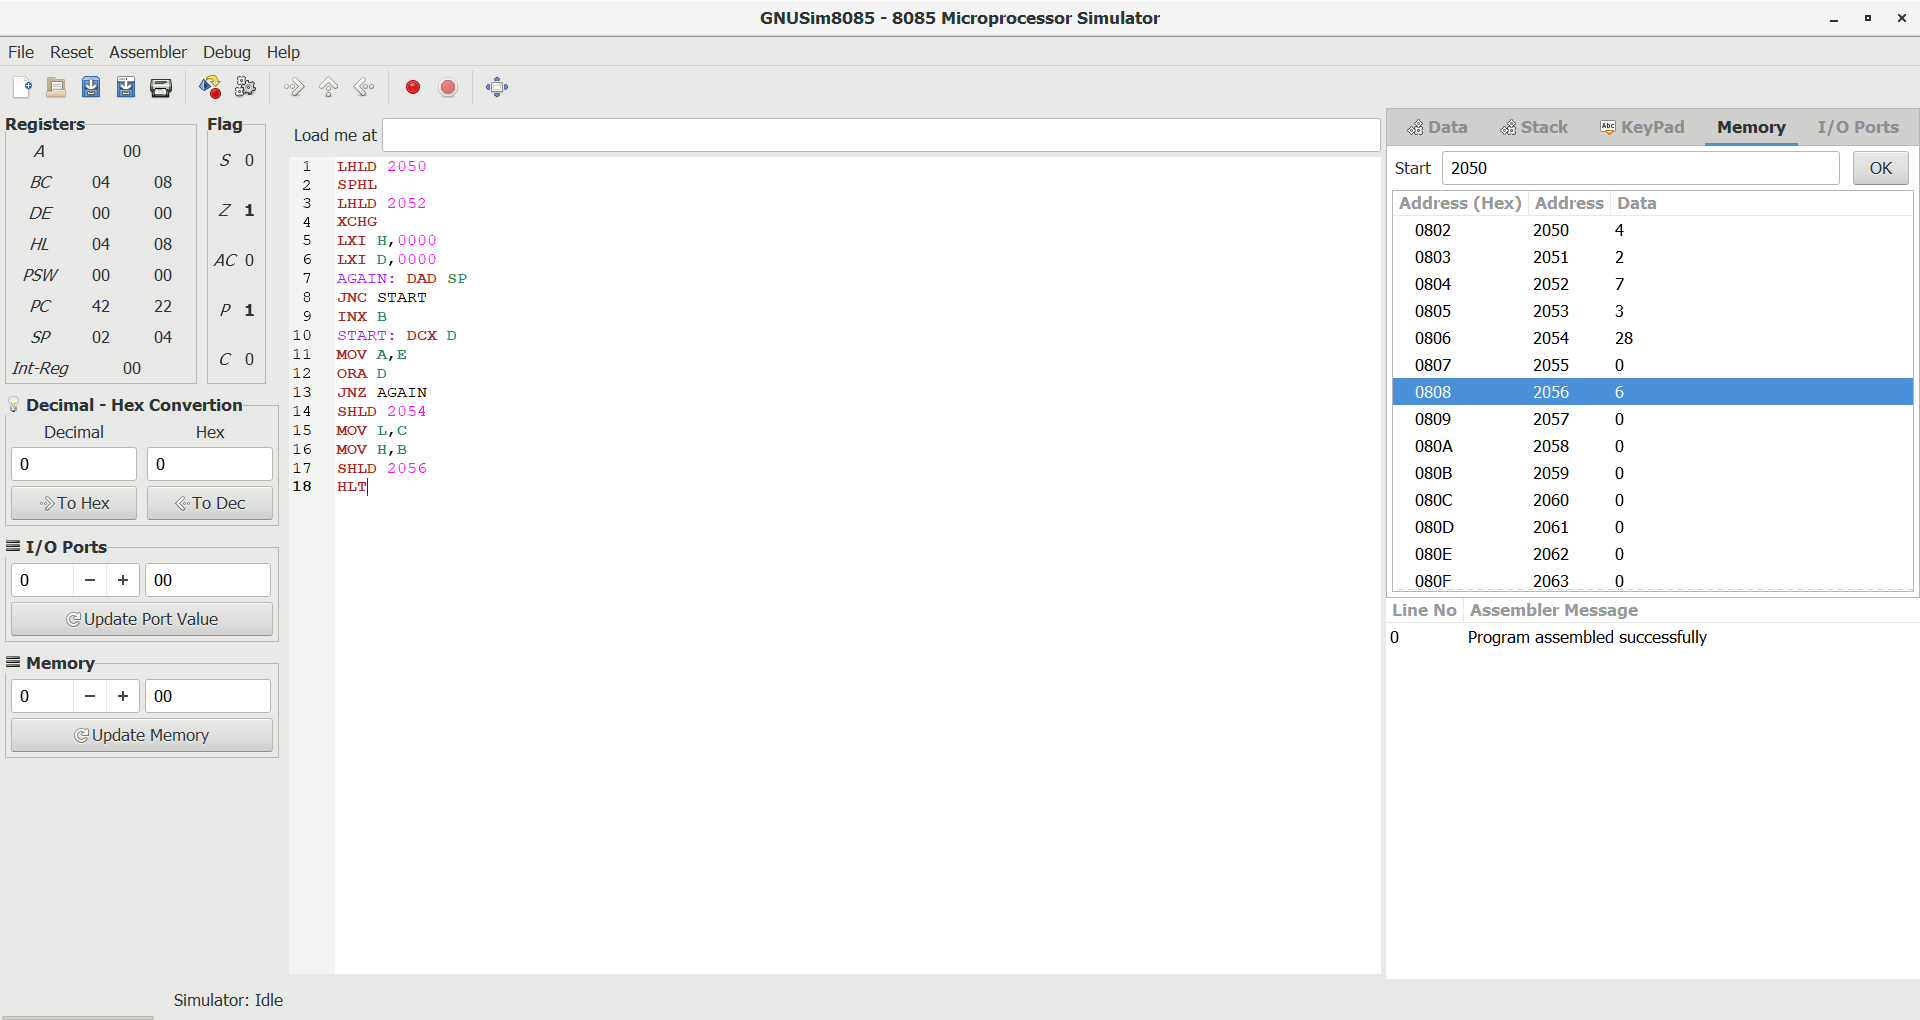 GNUSim8085 - 8085 Microprocessor Simulator
File Reset Assembler Debug Help
Registers
A 00
BC 04 08
DE 00 00
HL 04 08
PSW 00 00
PC 42 22
SP 02 04
Int-Reg 00
Flag
S 0
Z 1
AC 0
P 1
C 0
Decimal - Hex Convertion
Decimal Hex
0 0
To Hex To Dec
I/O Ports
0 − + 00
Update Port Value
Memory
0 − + 00
Update Memory
Load me at
1 LHLD 2050
2 SPHL
3 LHLD 2052
4 XCHG
5 LXI H,0000
6 LXI D,0000
7 AGAIN: DAD SP
8 JNC START
9 INX B
10 START: DCX D
11 MOV A,E
12 ORA D
13 JNZ AGAIN
14 SHLD 2054
15 MOV L,C
16 MOV H,B
17 SHLD 2056
18 HLT
Data Stack Abc KeyPad Memory I/O Ports
Start 2050 OK
Address (Hex) Address Data
0802 2050 4
0803 2051 2
0804 2052 7
0805 2053 3
0806 2054 28
0807 2055 0
0808 2056 6
0809 2057 0
080A 2058 0
080B 2059 0
080C 2060 0
080D 2061 0
080E 2062 0
080F 2063 0
Line No Assembler Message
0 Program assembled successfully
Simulator: Idle